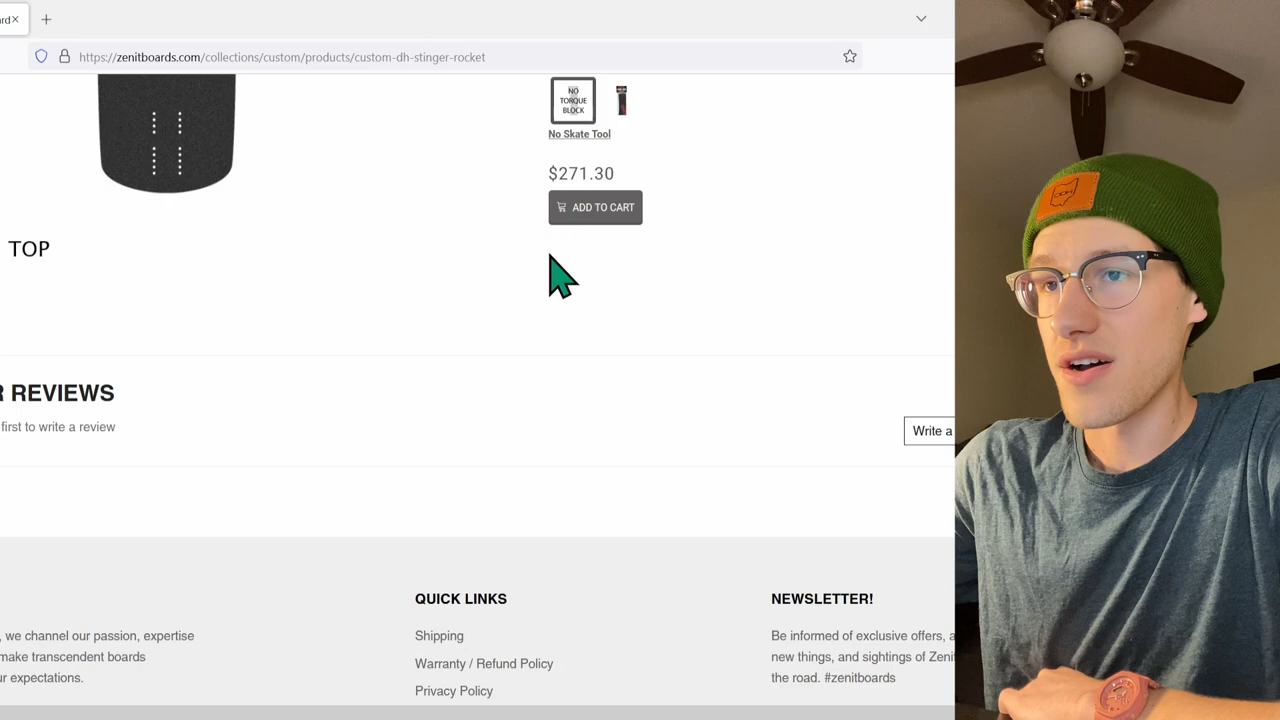 rd
https://zenitboards.com/collections/custom/products/custom-dh-stinger-rocket
NO
TORQUE
BLOCK
No Skate Tool
$271.30
ADD TO CART
TOP
R REVIEWS
first to write a review
Write a
QUICK LINKS
NEWSLETTER!
, we channel our passion, expertise
make transcendent boards
ur expectations.
Shipping
Warranty / Refund Policy
Privacy Policy
Be informed of exclusive offers, a
new things, and sightings of Zeni
the road. #zenitboards